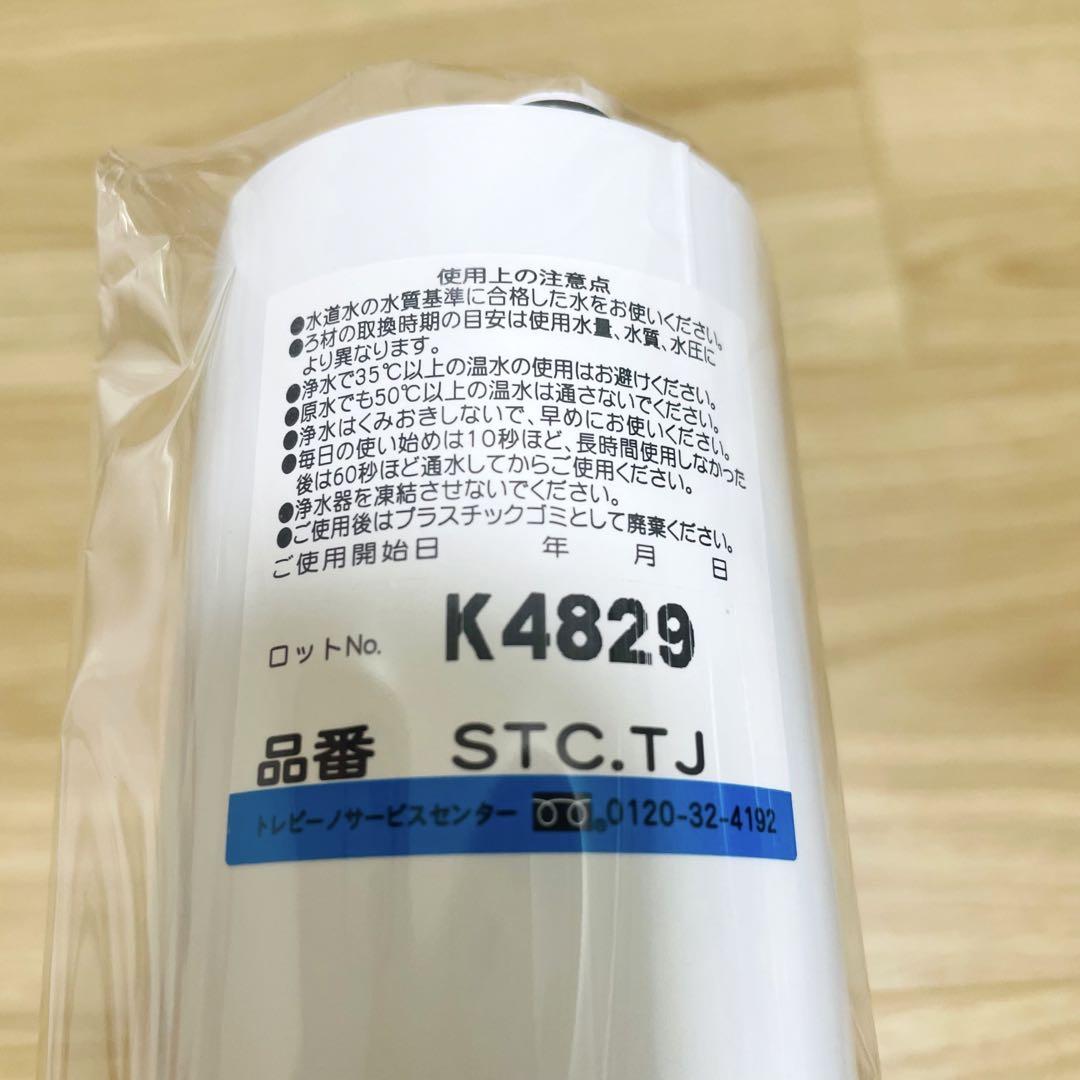 使用上の注意点
●水道水の水質基準に合格した水をお使いください。
●ろ材の取換時期の目安は使用水量、水質、水圧に
より異なります。
●浄水で35℃以上の温水の使用はお避けください。
●原水でも50℃以上の温水は通さないでください。
●浄水はくみおきしないで、早めにお使いください。
●毎日の使い始めは10秒ほど、長時間使用しなかった
後は60秒ほど通水してからご使用ください。
●浄水器を凍結させないでください。
●ご使用後はプラスチックゴミとして廃棄ください。
ご使用開始日 年 月 日
ロットNo. K4829
品番 STC.TJ
トレビーノサービスセンター 0120-32-4192